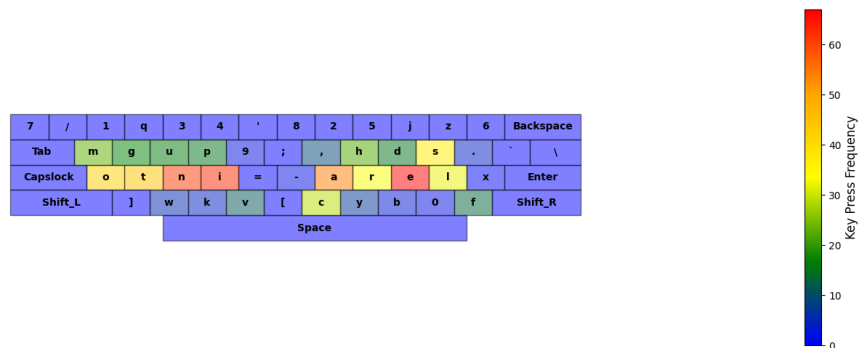 7 / 1 q 3 4 ' 8 2 5 j z 6 Backspace
Tab m g u p 9 ; , h d s . ` \
Capslock o t n i = - a r e l x Enter
Shift_L ] w k v [ c y b 0 f Shift_R
Space
60
50
40
30
20
10
0
Key Press Frequency